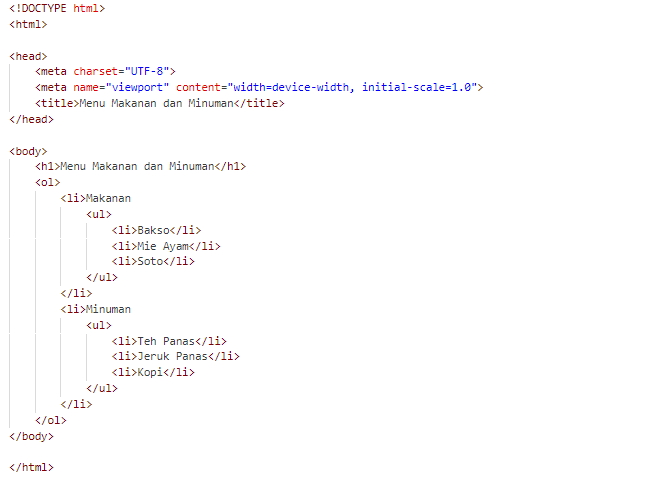 <!DOCTYPE html>
<html>
<head>
<meta charset="UTF-8">
<meta name="viewport" content="width=device-width, initial-scale=1.0">
<title>Menu Makanan dan Minuman</title>
</head>
<body>
<h1>Menu Makanan dan Minuman</h1>
<ol>
<li>Makanan
<ul>
<li>Bakso</li>
<li>Mie Ayam</li>
<li>Soto</li>
</ul>
</li>
<li>Minuman
<ul>
<li>Teh Panas</li>
<li>Jeruk Panas</li>
<li>Kopi</li>
</ul>
</li>
</ol>
</body>
</html>